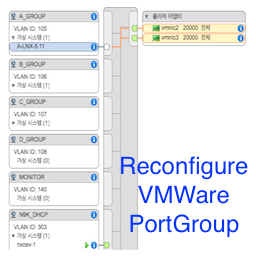 A_GROUP
VLAN ID: 105
가상 시스템 (1)
A-LNX-5.11
B_GROUP
VLAN ID: 106
가상 시스템 (1)
C_GROUP
VLAN ID: 107
가상 시스템 (1)
D_GROUP
VLAN ID: 108
가상 시스템 (0)
MONITOR
VLAN ID: 140
가상 시스템 (0)
N9K_DHCP
VLAN ID: 303
가상 시스템 (1)
nxosv-1
물리적 어댑터
vmnic2 20000 전체
vmnic3 20000 전체
Reconfigure
VMWare
PortGroup